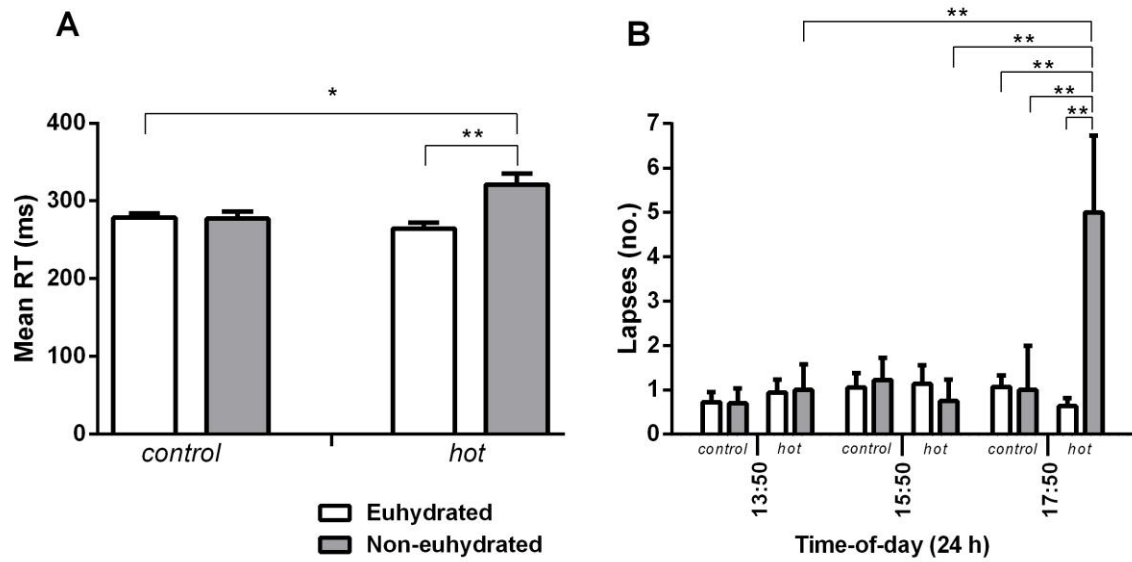 A
*
**
400
300
200
100
0
Mean RT (ms)
control
hot
Euhydrated
Non-euhydrated
B
**
**
**
**
**
7
6
5
4
3
2
1
0
Lapses (no.)
control hot control hot control hot
13:50 15:50 17:50
Time-of-day (24 h)